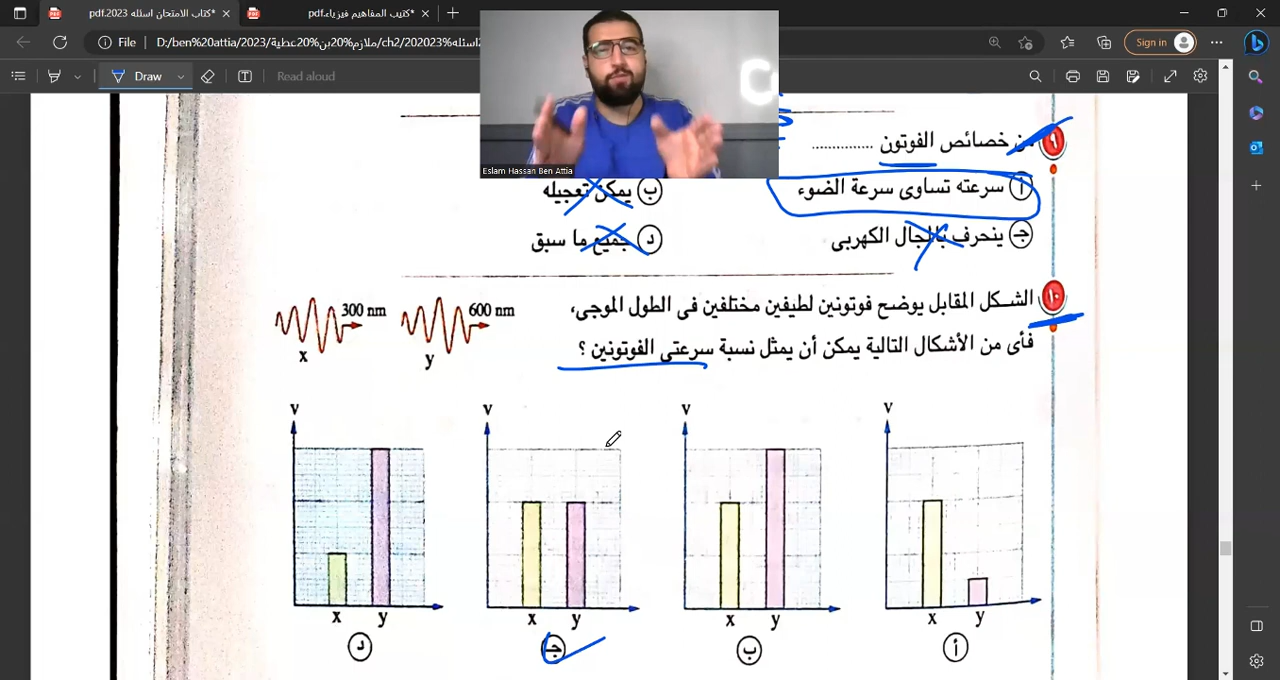 كتاب الامتحان اسئله 2023.pdf*
كتيب المفاهيم فيزياء.pdf*
File
Sign in
Draw
Read aloud
Eslam Hassan Ben Attia
٩ من خصائص الفوتون ...............
أ سرعته تساوى سرعة الضوء
ب يمكن تعجيله
ج ينحرف بالمجال الكهربى
د جميع ما سبق
١٠ الشكل المقابل يوضح فوتونين لطيفين مختلفين فى الطول الموجى،
فأى من الأشكال التالية يمكن أن يمثل نسبة سرعتى الفوتونين ؟
300 nm
600 nm
x
y
v
v
v
v
x y
x y
x y
x y
أ
ب
ج
د